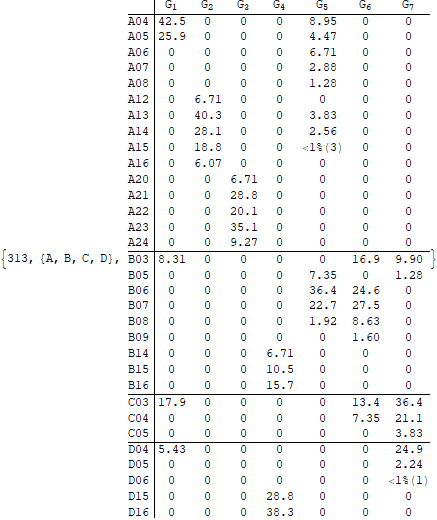 G1 G2 G3 G4 G5 G6 G7
A04 42.5 0 0 0 8.95 0 0
A05 25.9 0 0 0 4.47 0 0
A06 0 0 0 0 6.71 0 0
A07 0 0 0 0 2.88 0 0
A08 0 0 0 0 1.28 0 0
A12 0 6.71 0 0 0 0 0
A13 0 40.3 0 0 3.83 0 0
A14 0 28.1 0 0 2.56 0 0
A15 0 18.8 0 0 <1%(3) 0 0
A16 0 6.07 0 0 0 0 0
A20 0 0 6.71 0 0 0 0
A21 0 0 28.8 0 0 0 0
A22 0 0 20.1 0 0 0 0
A23 0 0 35.1 0 0 0 0
A24 0 0 9.27 0 0 0 0
{313, {A, B, C, D}, B03 8.31 0 0 0 0 16.9 9.90 }
B05 0 0 0 0 7.35 0 1.28
B06 0 0 0 0 36.4 24.6 0
B07 0 0 0 0 22.7 27.5 0
B08 0 0 0 0 1.92 8.63 0
B09 0 0 0 0 0 1.60 0
B14 0 0 0 6.71 0 0 0
B15 0 0 0 10.5 0 0 0
B16 0 0 0 15.7 0 0 0
C03 17.9 0 0 0 0 13.4 36.4
C04 0 0 0 0 0 7.35 21.1
C05 0 0 0 0 0 0 3.83
D04 5.43 0 0 0 0 0 24.9
D05 0 0 0 0 0 0 2.24
D06 0 0 0 0 0 0 <1%(1)
D15 0 0 0 28.8 0 0 0
D16 0 0 0 38.3 0 0 0